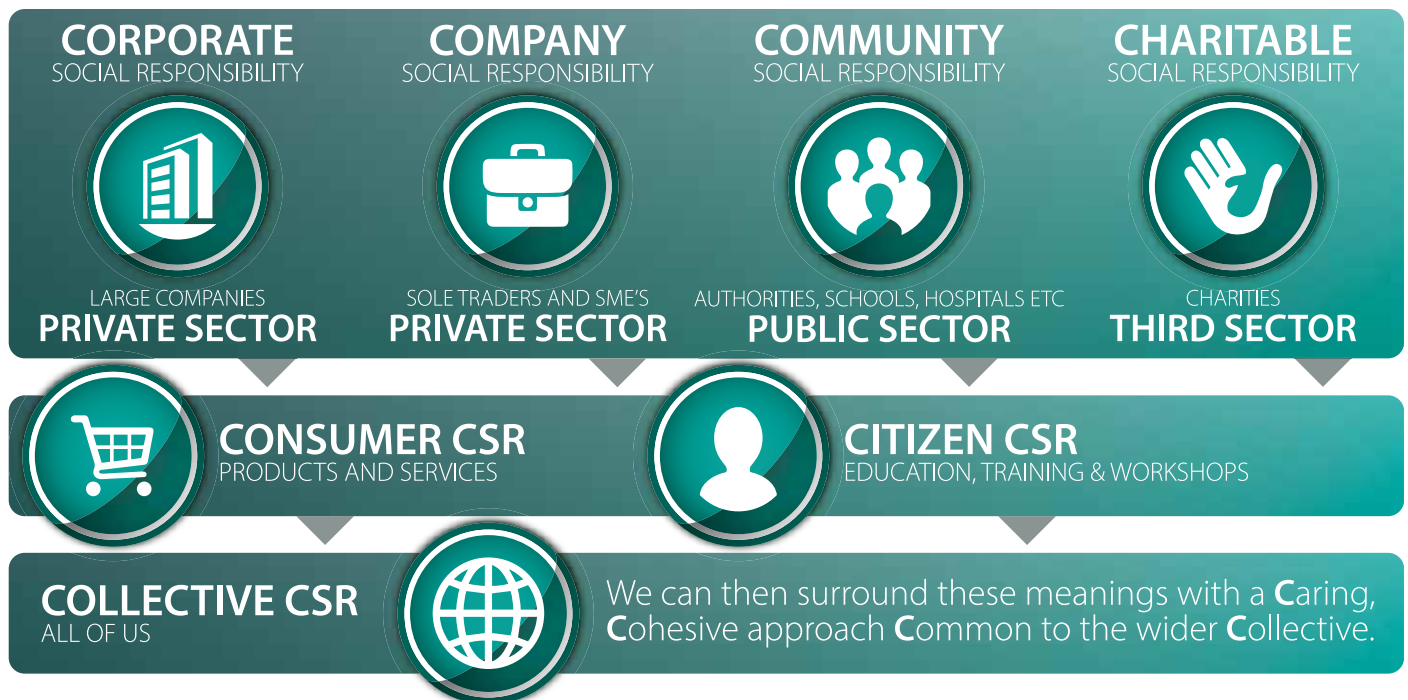 CORPORATE
SOCIAL RESPONSIBILITY
LARGE COMPANIES
PRIVATE SECTOR
COMPANY
SOCIAL RESPONSIBILITY
SOLE TRADERS AND SME'S
PRIVATE SECTOR
COMMUNITY
SOCIAL RESPONSIBILITY
AUTHORITIES, SCHOOLS, HOSPITALS ETC
PUBLIC SECTOR
CHARITABLE
SOCIAL RESPONSIBILITY
CHARITIES
THIRD SECTOR
CONSUMER CSR
PRODUCTS AND SERVICES
CITIZEN CSR
EDUCATION, TRAINING & WORKSHOPS
COLLECTIVE CSR
ALL OF US
We can then surround these meanings with a Caring,
Cohesive approach Common to the wider Collective.